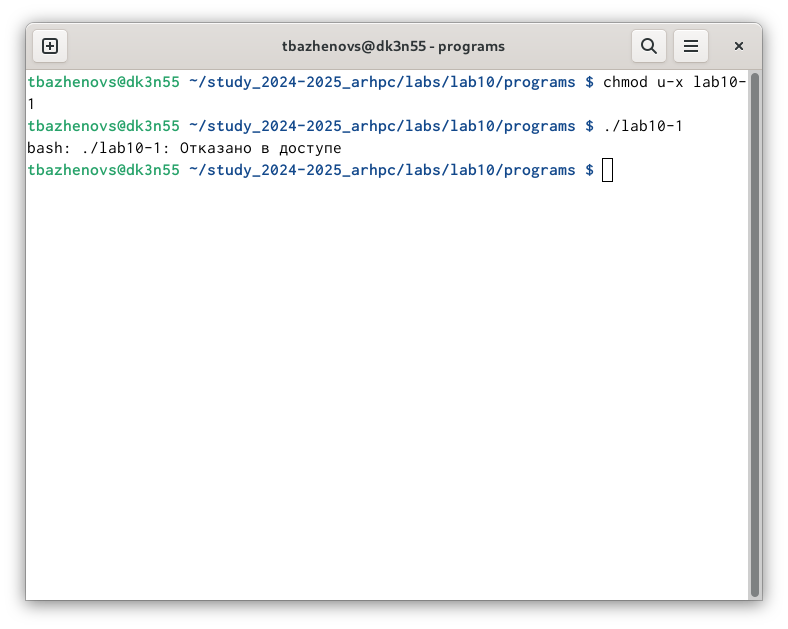 tbazhenovs@dk3n55 - programs
tbazhenovs@dk3n55 ~/study_2024-2025_arhpc/labs/lab10/programs $ chmod u-x lab10-
1
tbazhenovs@dk3n55 ~/study_2024-2025_arhpc/labs/lab10/programs $ ./lab10-1
bash: ./lab10-1: Отказано в доступе
tbazhenovs@dk3n55 ~/study_2024-2025_arhpc/labs/lab10/programs $